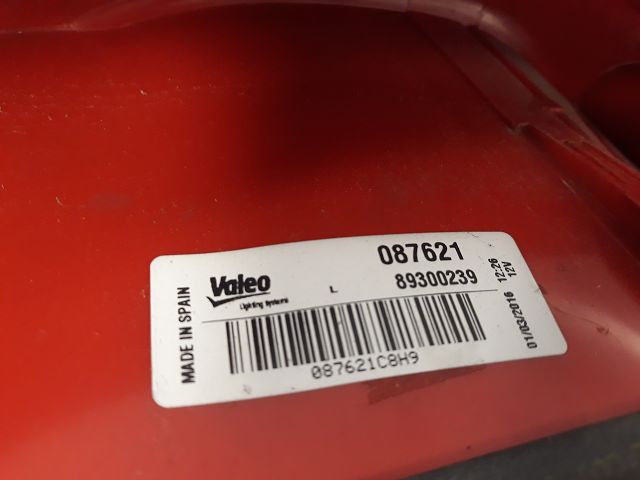 MADE IN SPAIN
Valeo
Lighting Systems
L
087621
89300239
087621C8H9
01/03/2016 12:26
12V